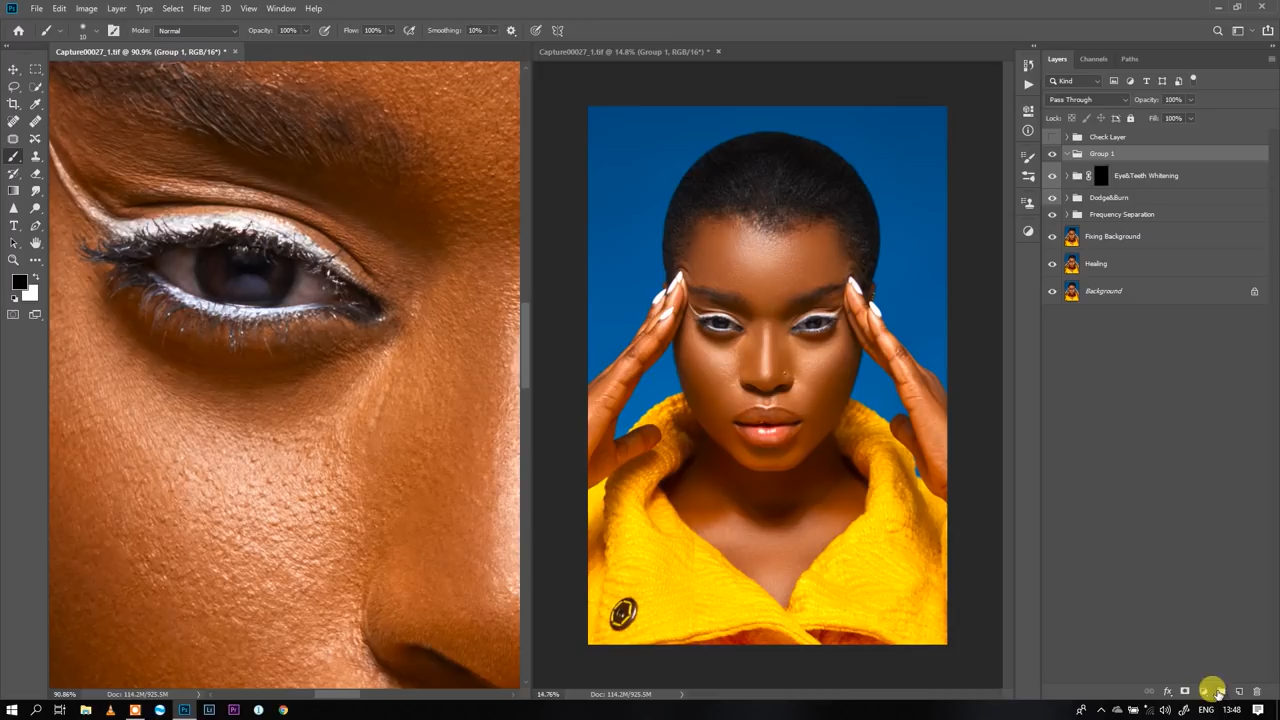 File Edit Image Layer Type Select Filter 3D View Window Help
10 Mode: Normal Opacity: 100% Flow: 100% Smoothing: 10%
Capture00027_1.tif @ 90.9% (Group 1, RGB/16*) *
Capture00027_1.tif @ 14.8% (Group 1, RGB/16*) *
Layers Channels Paths
Kind
Pass Through Opacity: 100%
Lock: Fill: 100%
Check Layer
Group 1
Eye&Teeth Whitening
Dodge&Burn
Frequency Separation
Fixing Background
Healing
Background
90.86% Doc: 114.2M/925.5M
14.76% Doc: 114.2M/925.5M
ENG 13:48